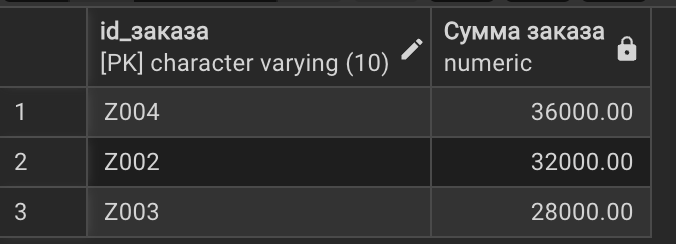 id_заказа Сумма заказа
[PK] character varying (10) numeric
1 Z004 36000.00
2 Z002 32000.00
3 Z003 28000.00